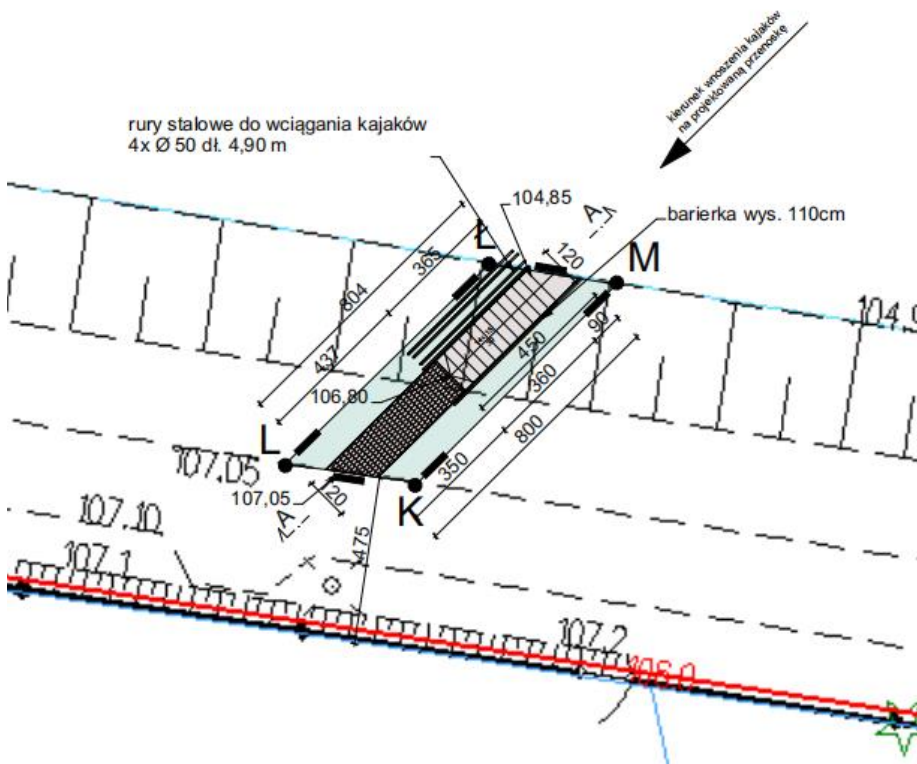 kierunek wnoszenia kajaków
na projektowaną przenoskę
rury stalowe do wciągania kajaków
4x Ø 50 dł. 4,90 m
104,85
A
barierka wys. 110cm
Ł
120
M
365
804
437
90
450
360
800
350
106,80
L
107.05
107,05
K
A
475
107.10
107.1
107.2
106.0